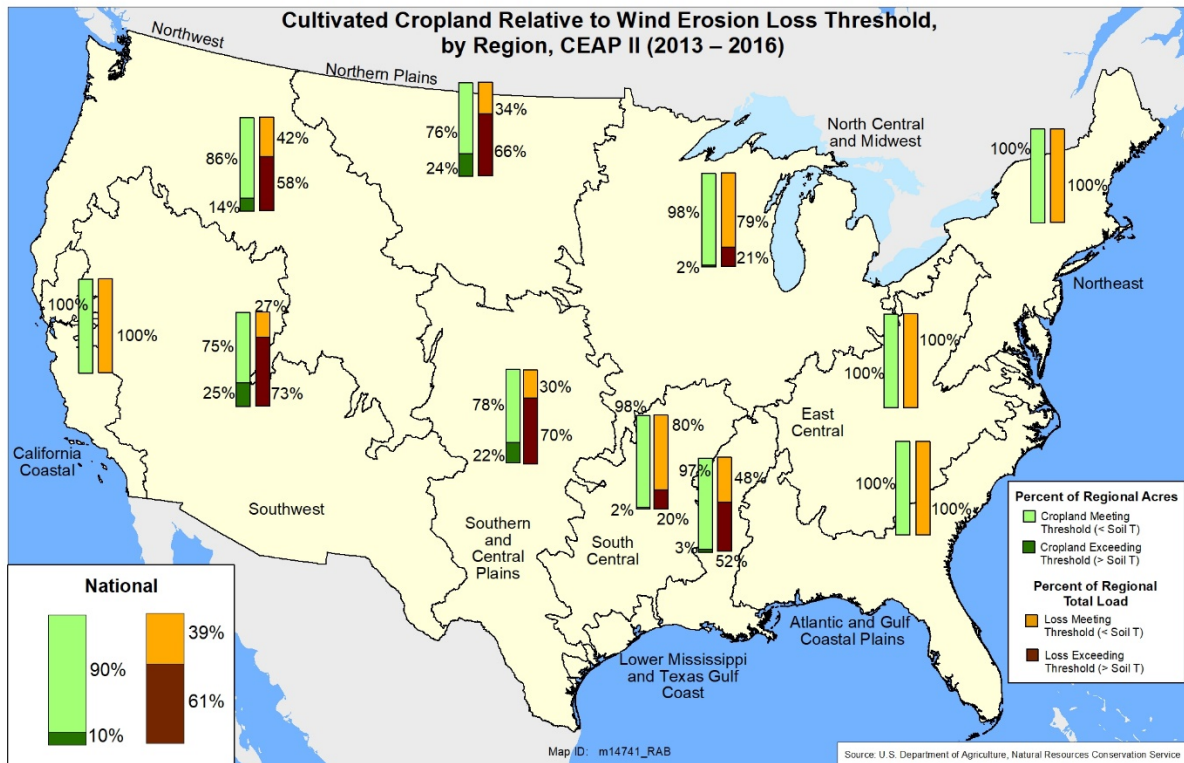 Cultivated Cropland Relative to Wind Erosion Loss Threshold,
by Region, CEAP II (2013 – 2016)
Northwest
Northern Plains
34%
76%
66%
24%
42%
86%
58%
14%
North Central
and Midwest
98%
79%
2%
21%
100%
100%
Northeast
100%
100%
27%
75%
25%
73%
California
Coastal
Southwest
30%
78%
70%
22%
Southern
and
Central
Plains
98%
80%
2%
20%
South
Central
97%
48%
3%
52%
Lower Mississippi
and Texas Gulf
Coast
100%
100%
East
Central
100%
100%
Atlantic and Gulf
Coastal Plains
Percent of Regional Acres
Cropland Meeting
Threshold (< Soil T)
Cropland Exceeding
Threshold (> Soil T)
Percent of Regional
Total Load
Loss Meeting
Threshold (< Soil T)
Loss Exceeding
Threshold (> Soil T)
National
90%
10%
39%
61%
Map ID: m14741_RAB
Source: U.S. Department of Agriculture, Natural Resources Conservation Service